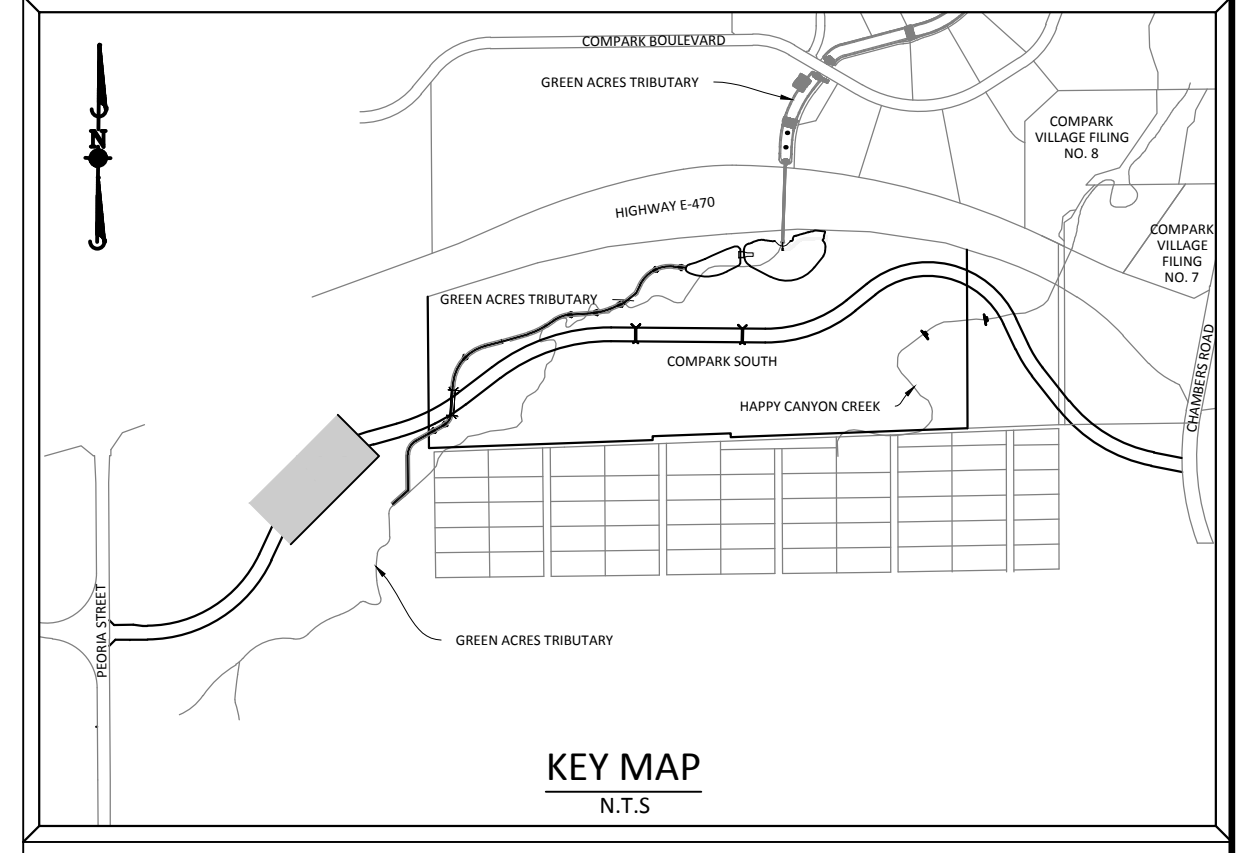 COMPARK BOULEVARD
GREEN ACRES TRIBUTARY
COMPARK
VILLAGE FILING
NO. 8
N
HIGHWAY E-470
COMPARK
VILLAGE
FILING
NO. 7
GREEN ACRES TRIBUTARY
COMPARK SOUTH
CHAMBERS ROAD
HAPPY CANYON CREEK
PEORIA STREET
GREEN ACRES TRIBUTARY
KEY MAP
N.T.S